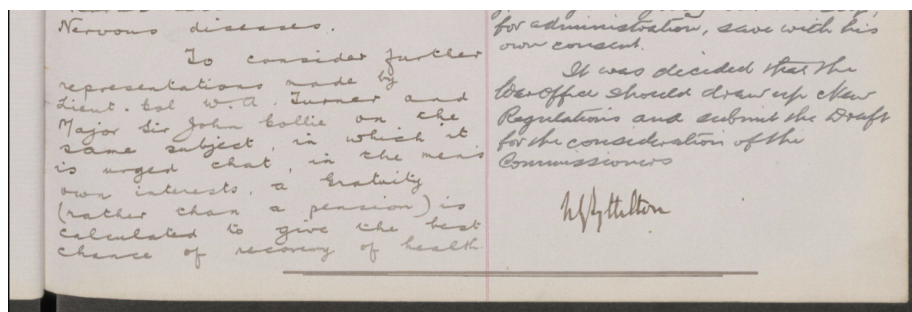 Nervous diseases.
To consider further
representations made by
Lieut. Col W. A. Turner and
Major Sir John Collie on the
same subject, in which it
is urged that, in the men's
own interests, a Gratuity
(rather than a pension) is
calculated to give the best
chance of recovery of health
for administration, save with his
own consent.
It was decided that the
War Office should draw up New
Regulations and submit the Draft
for the consideration of the
Commissioners